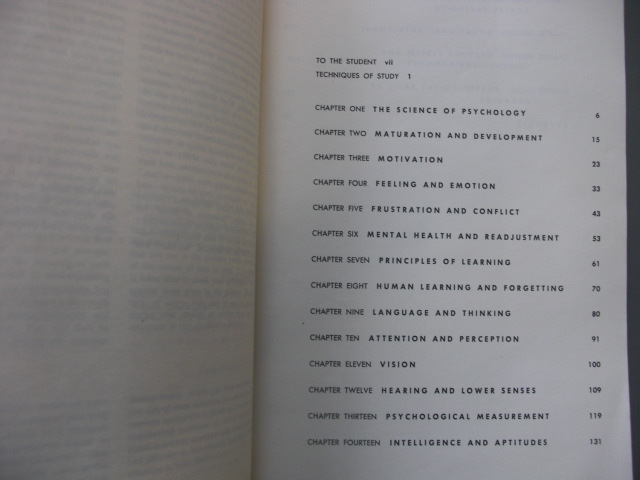 TO THE STUDENT vii
TECHNIQUES OF STUDY 1
CHAPTER ONE THE SCIENCE OF PSYCHOLOGY 6
CHAPTER TWO MATURATION AND DEVELOPMENT 15
CHAPTER THREE MOTIVATION 23
CHAPTER FOUR FEELING AND EMOTION 33
CHAPTER FIVE FRUSTRATION AND CONFLICT 43
CHAPTER SIX MENTAL HEALTH AND READJUSTMENT 53
CHAPTER SEVEN PRINCIPLES OF LEARNING 61
CHAPTER EIGHT HUMAN LEARNING AND FORGETTING 70
CHAPTER NINE LANGUAGE AND THINKING 80
CHAPTER TEN ATTENTION AND PERCEPTION 91
CHAPTER ELEVEN VISION 100
CHAPTER TWELVE HEARING AND LOWER SENSES 109
CHAPTER THIRTEEN PSYCHOLOGICAL MEASUREMENT 119
CHAPTER FOURTEEN INTELLIGENCE AND APTITUDES 131